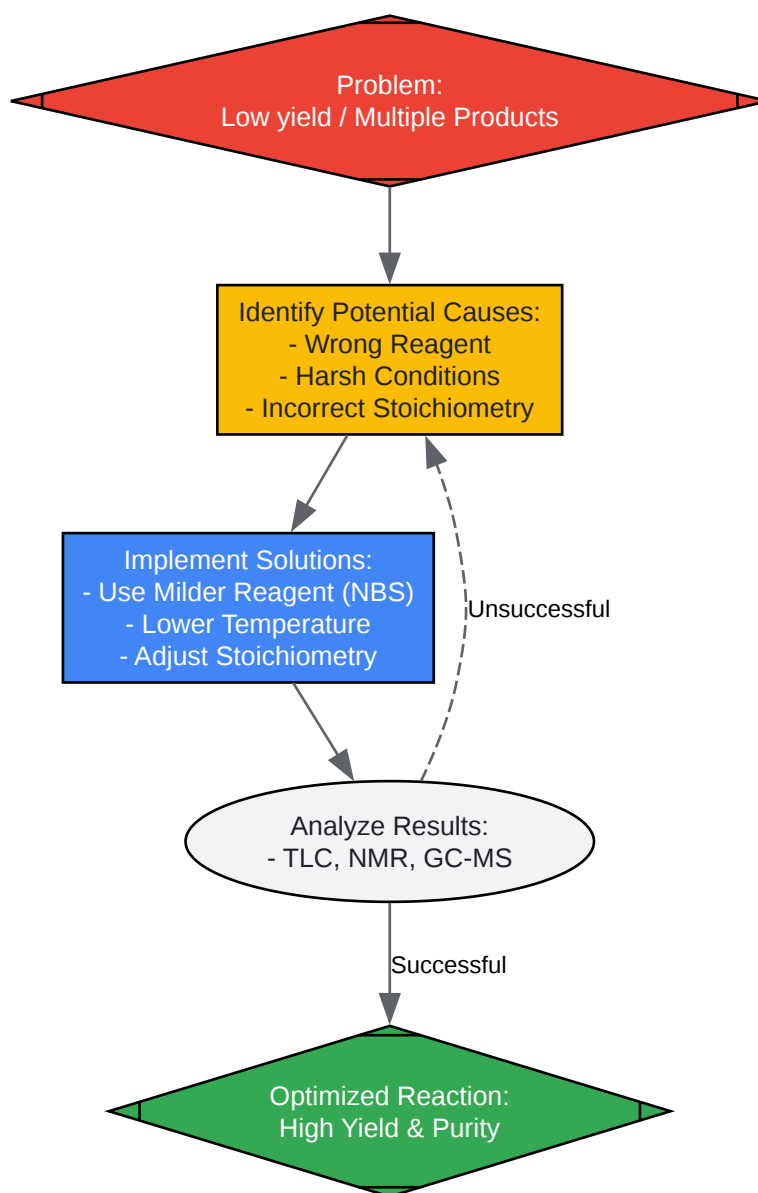 Problem:
Low yield / Multiple Products
Identify Potential Causes:
- Wrong Reagent
- Harsh Conditions
- Incorrect Stoichiometry
Implement Solutions:
- Use Milder Reagent (NBS)
- Lower Temperature
- Adjust Stoichiometry
Unsuccessful
Analyze Results:
- TLC, NMR, GC-MS
Successful
Optimized Reaction:
High Yield & Purity